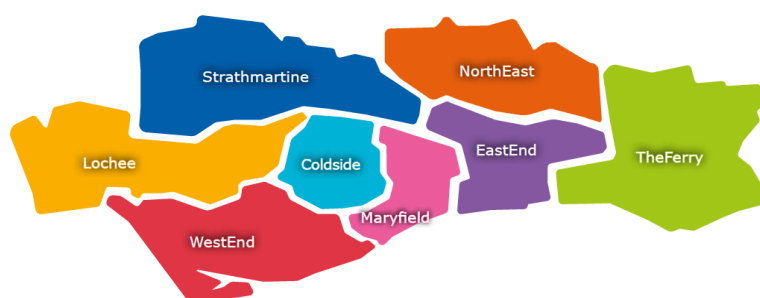 Strathmartine
NorthEast
Lochee
Coldside
EastEnd
TheFerry
Maryfield
WestEnd